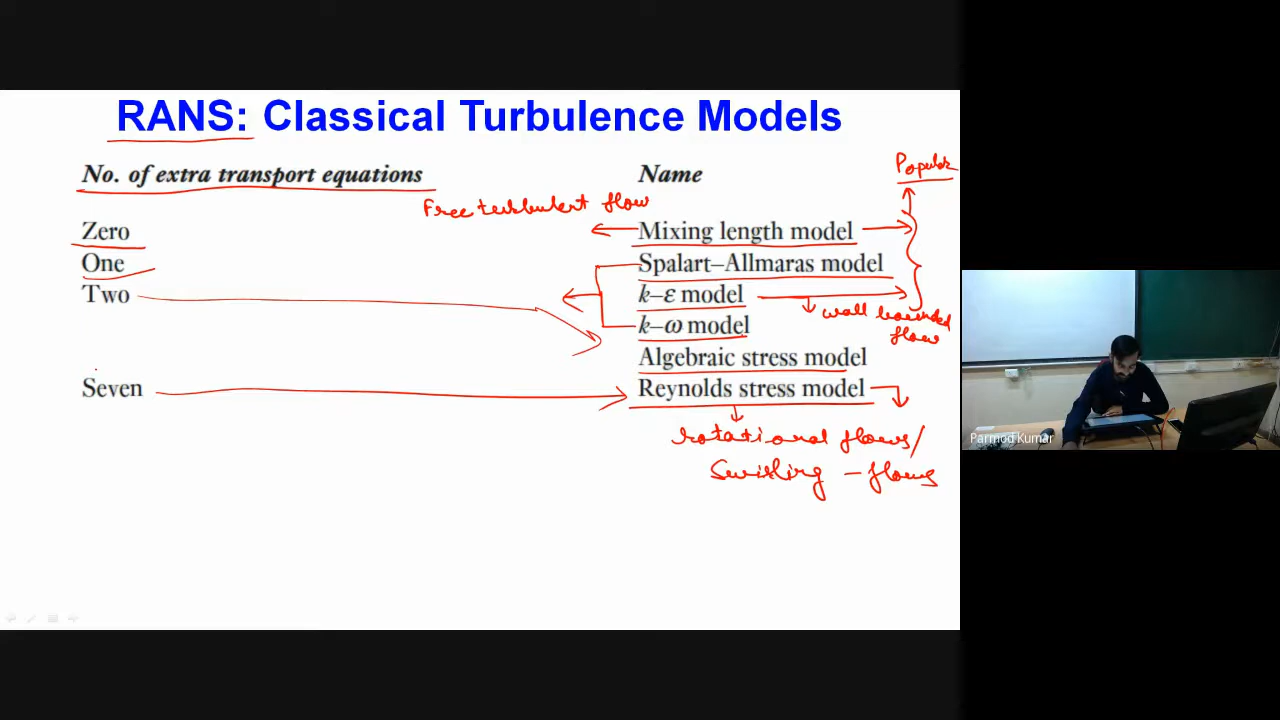 RANS: Classical Turbulence Models
No. of extra transport equations Name
Popular
Free turbulent flow
Zero Mixing length model
One Spalart–Allmaras model
Two k–ε model
wall bounded
flow
k–ω model
Algebraic stress model
Seven Reynolds stress model
rotational flows/
Swirling – flows
Parmod Kumar